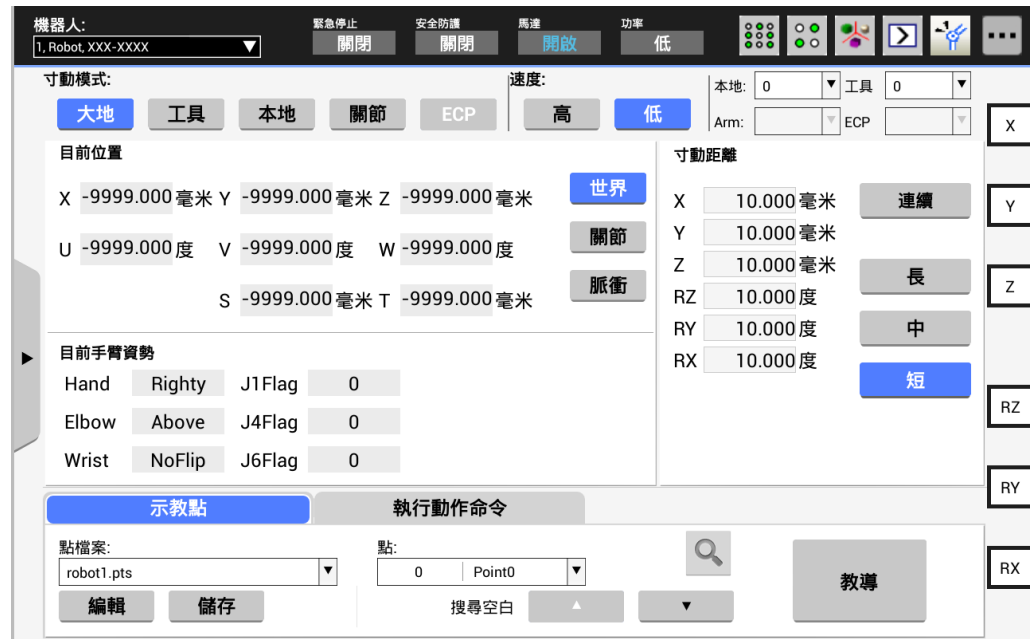 機器人:
緊急停止 安全防護 馬達 功率
1, Robot, XXX-XXXX 關閉 關閉 開啟 低
寸動模式: 速度:
本地: 0 工具 0
大地 工具 本地 關節 ECP 高 低
Arm: ECP
X
目前位置 寸動距離
X -9999.000 毫米 Y -9999.000 毫米 Z -9999.000 毫米 世界
X 10.000 毫米 連續
Y
U -9999.000 度 V -9999.000 度 W -9999.000 度 關節
Y 10.000 毫米
Z 10.000 毫米 長
Z
S -9999.000 毫米 T -9999.000 毫米 脈衝
RZ 10.000 度
RY 10.000 度 中
目前手臂資勢
RX 10.000 度
Hand Righty J1Flag 0 短
RZ
Elbow Above J4Flag 0
Wrist NoFlip J6Flag 0
RY
示教點 執行動作命令
點檔案: 點:
robot1.pts 0 Point0
RX
教導
編輯 儲存 搜尋空白